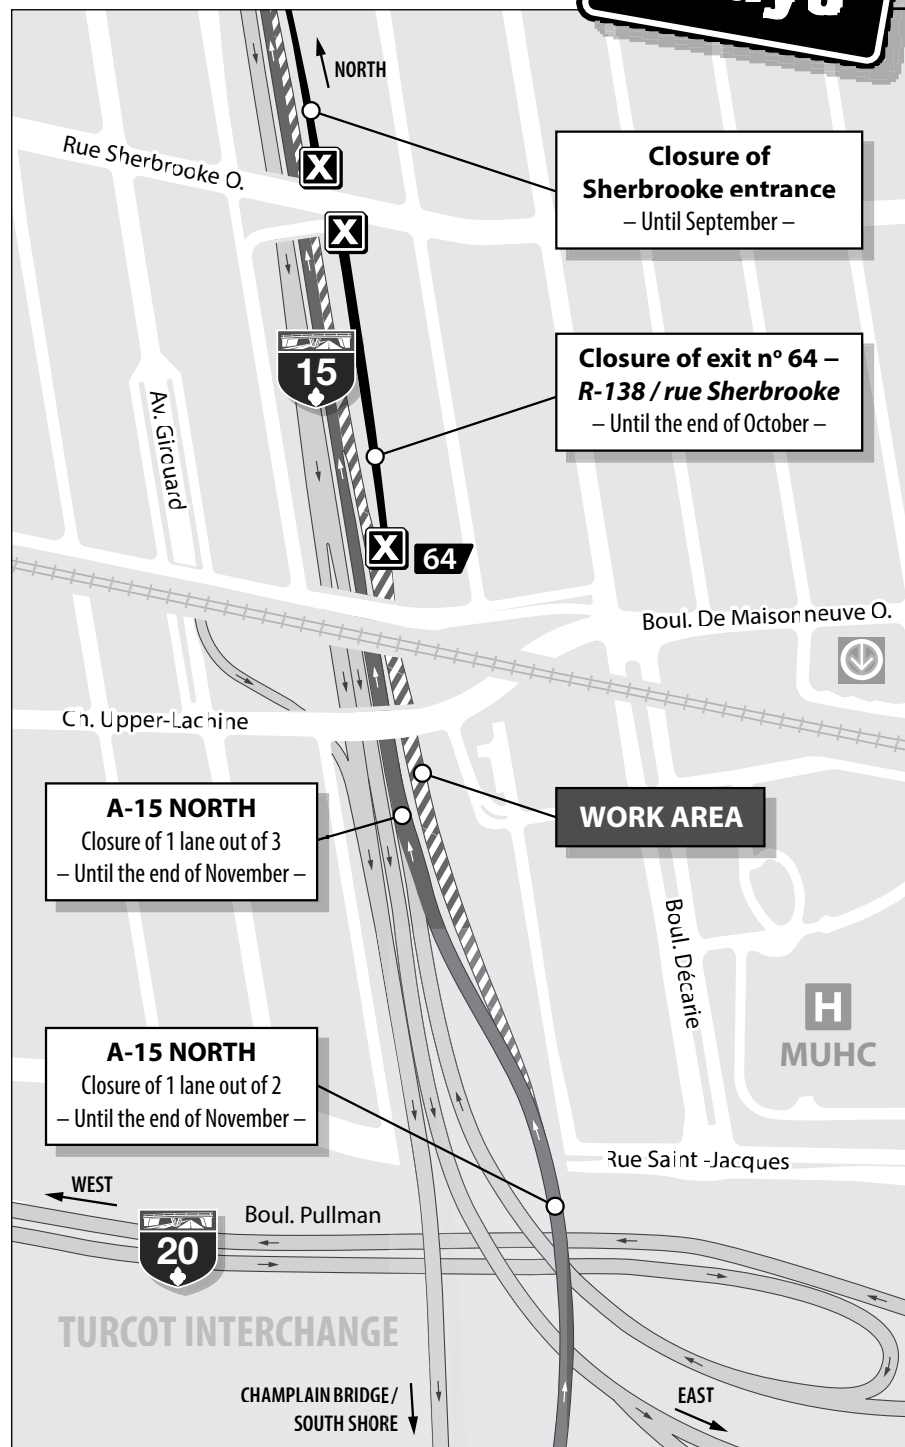 NORTH
Rue Sherbrooke O.
X
Closure of
Sherbrooke entrance
– Until September –
X
15
Closure of exit nº 64 –
R-138 / rue Sherbrooke
– Until the end of October –
Av. Girouard
X
64
Boul. De Maisonneuve O.
Ch. Upper-Lachine
A-15 NORTH
Closure of 1 lane out of 3
– Until the end of November –
WORK AREA
Boul. Décarie
H
MUHC
A-15 NORTH
Closure of 1 lane out of 2
– Until the end of November –
Rue Saint-Jacques
WEST
Boul. Pullman
20
TURCOT INTERCHANGE
CHAMPLAIN BRIDGE /
SOUTH SHORE
EAST